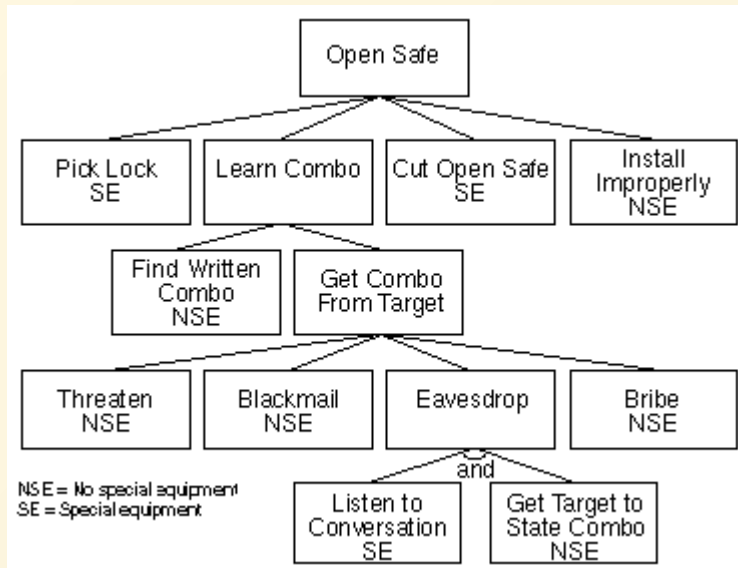 Open Safe
Pick Lock
SE
Learn Combo
Cut Open Safe
SE
Install
Improperly
NSE
Find Written
Combo
NSE
Get Combo
From Target
Threaten
NSE
Blackmail
NSE
Eavesdrop
Bribe
NSE
and
NSE = No special equipment
SE = Special equipment
Listen to
Conversation
SE
Get Target to
State Combo
NSE